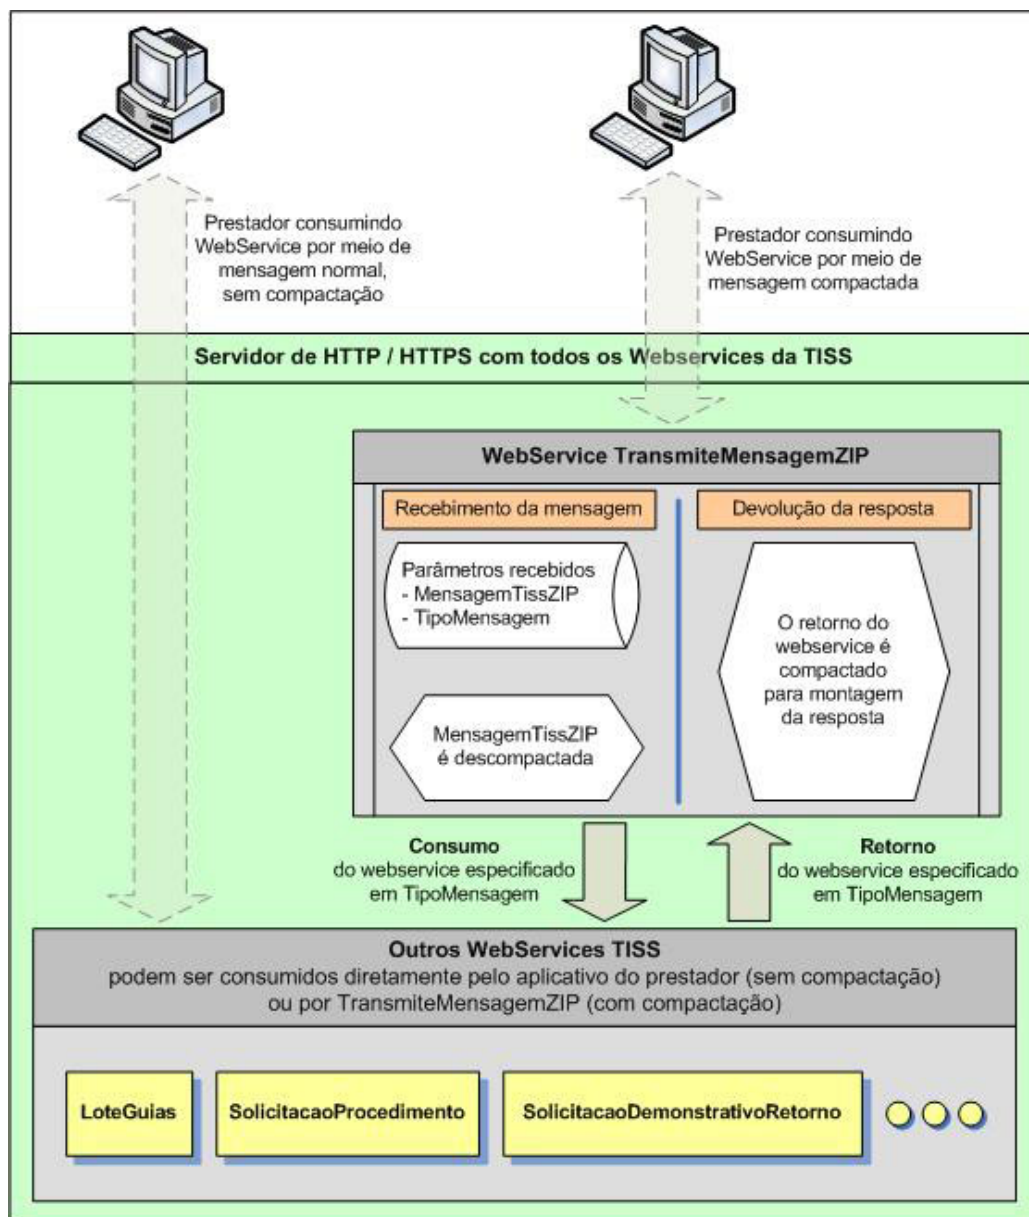 Prestador consumindo
WebService por meio de
mensagem normal,
sem compactação
Prestador consumindo
WebService por meio de
mensagem compactada
Servidor de HTTP / HTTPS com todos os Webservices da TISS
WebService TransmiteMensagemZIP
Recebimento da mensagem
Devolução da resposta
Parâmetros recebidos
- MensagemTissZIP
- TipoMensagem
MensagemTissZIP
é descompactada
O retorno do
webservice é
compactado
para montagem
da resposta
Consumo
do webservice especificado
em TipoMensagem
Retorno
do webservice especificado
em TipoMensagem
Outros WebServices TISS
podem ser consumidos diretamente pelo aplicativo do prestador (sem compactação)
ou por TransmiteMensagemZIP (com compactação)
LoteGuias
SolicitacaoProcedimento
SolicitacaoDemonstrativoRetorno